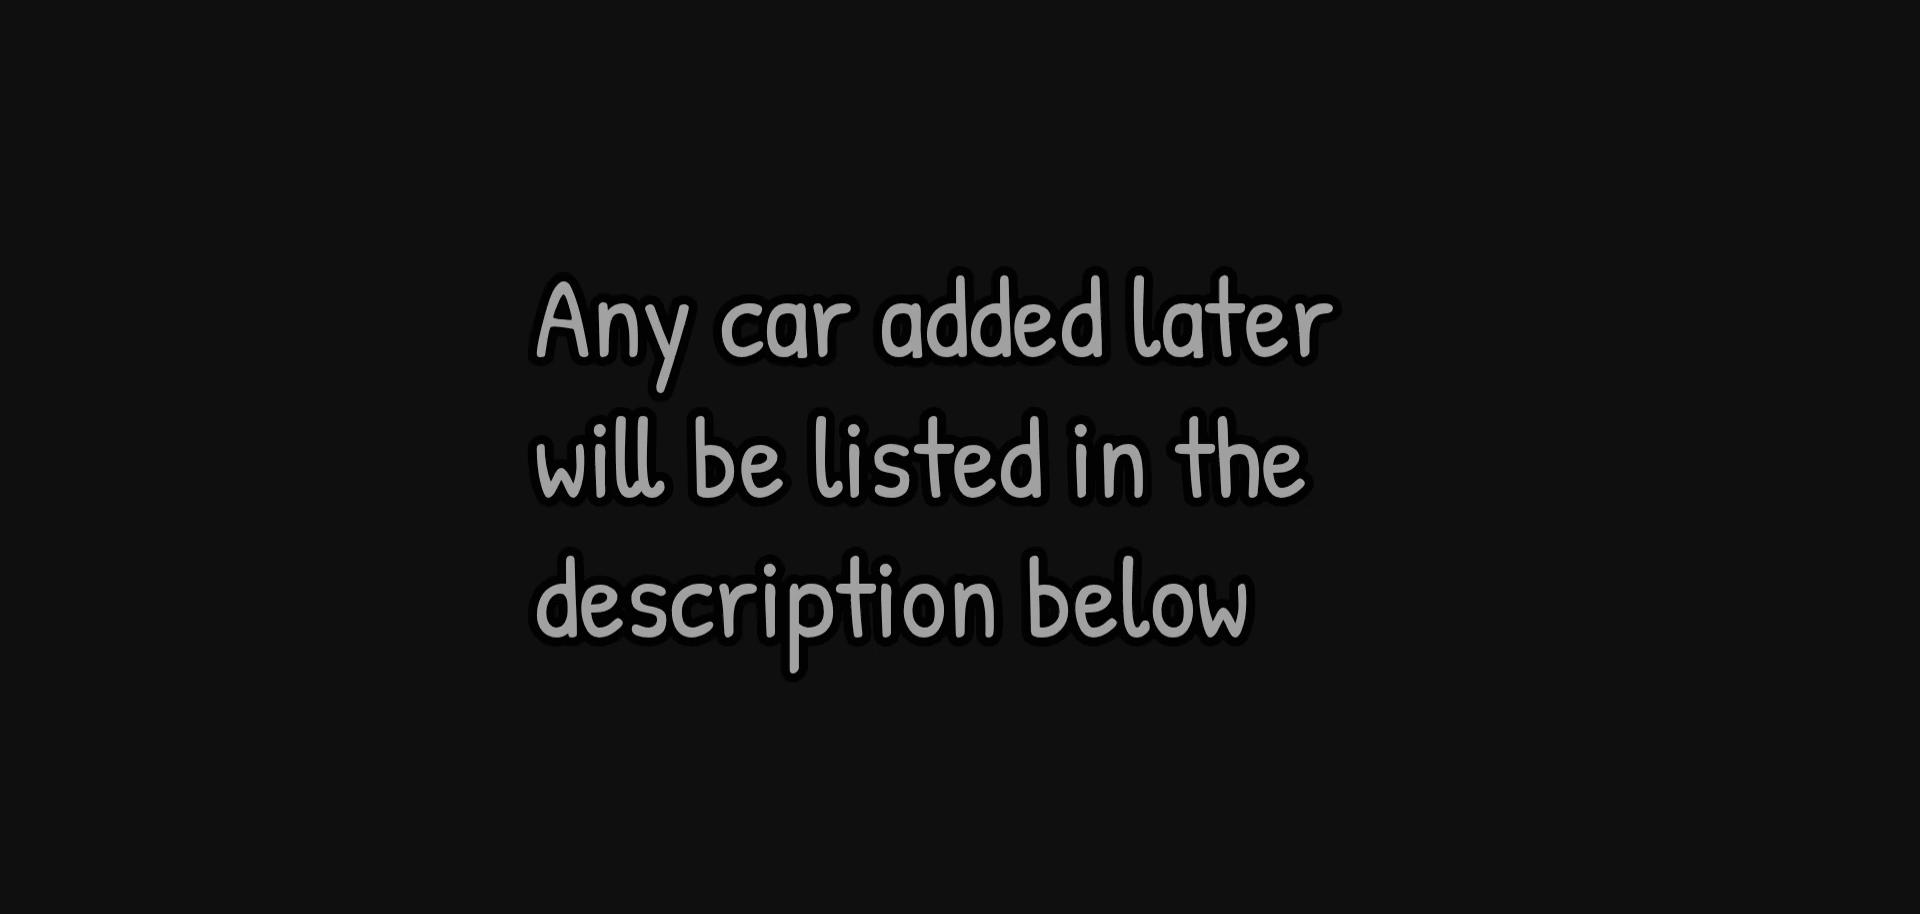 Any car added later
will be listed in the
description below